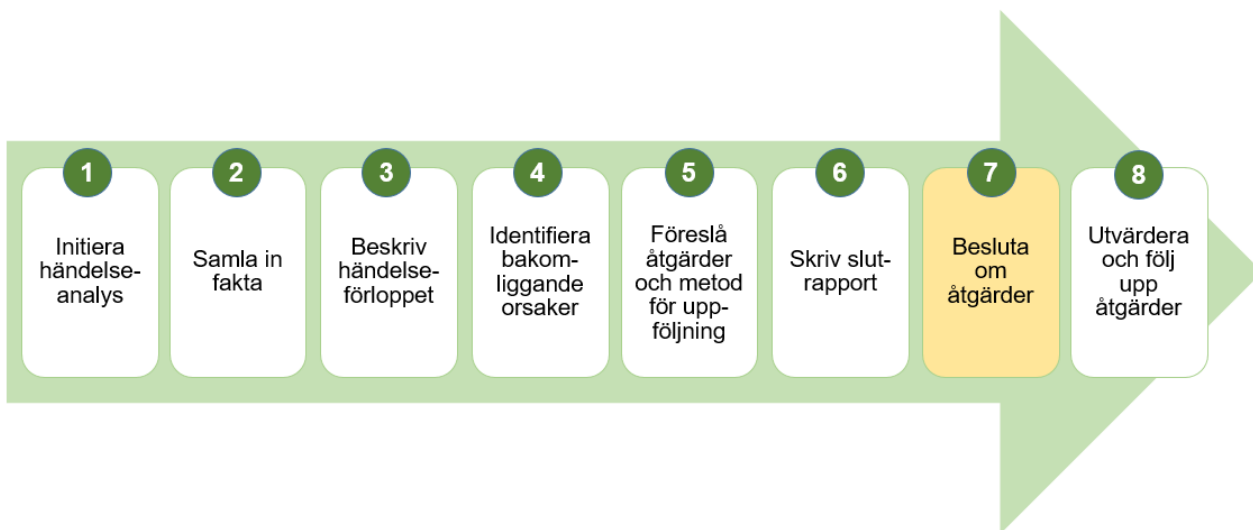 1
Initiera
händelse-
analys
2
Samla in
fakta
3
Beskriv
händelse-
förloppet
4
Identifiera
bakom-
liggande
orsaker
5
Föreslå
åtgärder
och metod
för upp-
följning
6
Skriv slut-
rapport
7
Besluta
om
åtgärder
8
Utvärdera
och följ
upp
åtgärder